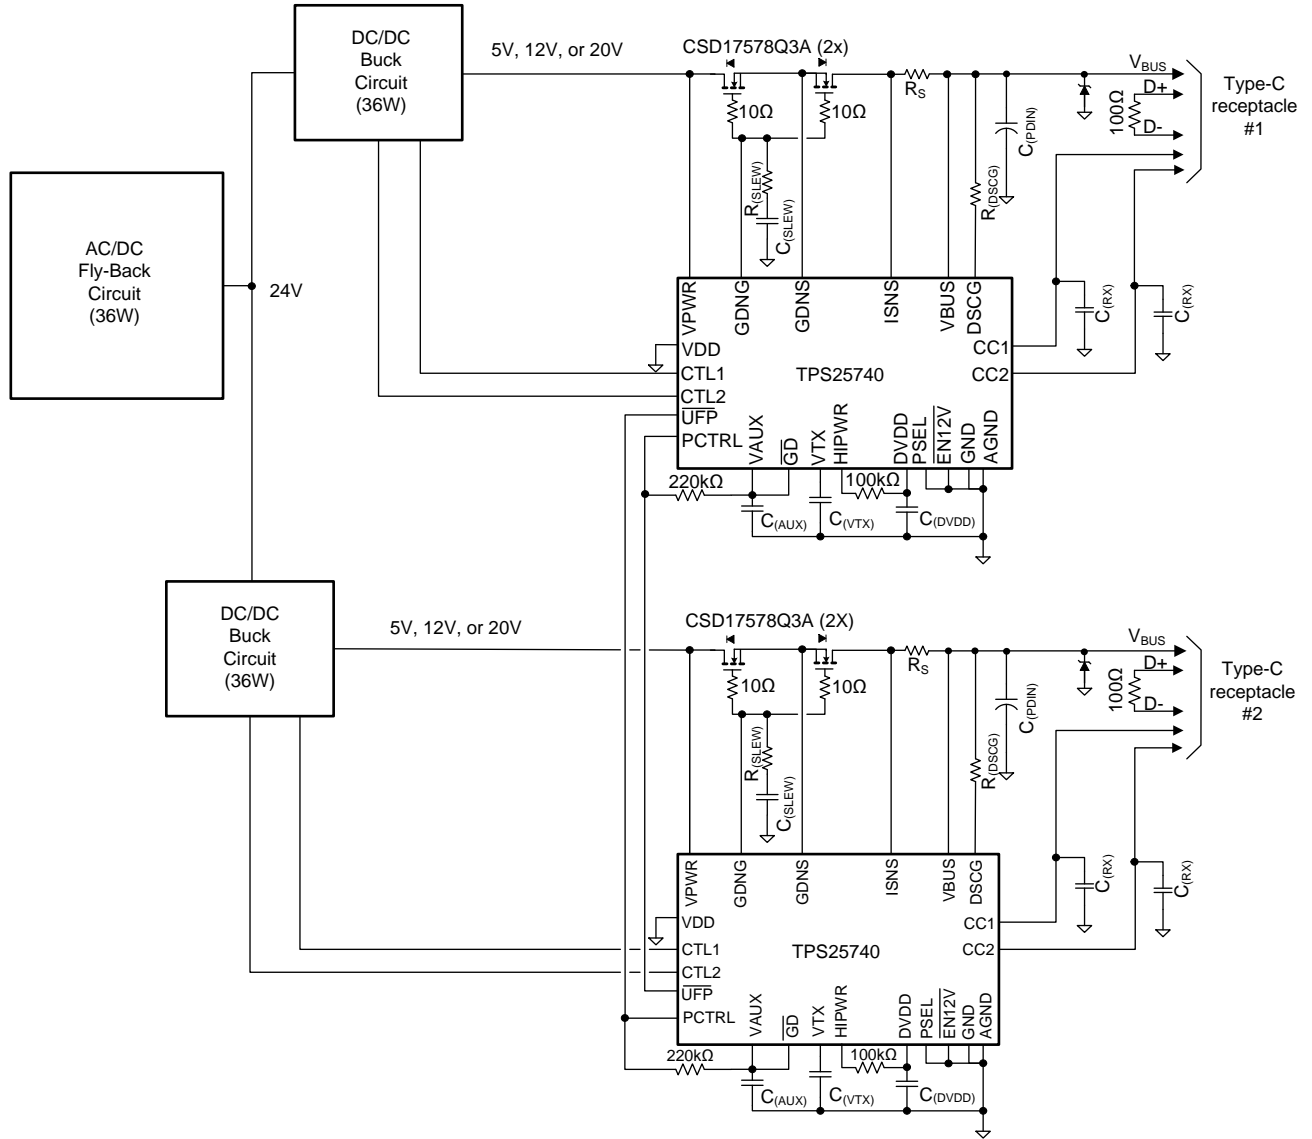 DC/DC
Buck
Circuit
(36W)
5V, 12V, or 20V
CSD17578Q3A (2x)
10Ω
10Ω
R(SLEW)
C(SLEW)
RS
R(DSCG)
C(PDIN)
VBUS
D+
100Ω
D-
Type-C
receptacle
#1
AC/DC
Fly-Back
Circuit
(36W)
24V
VPWR
GDNG
GDNS
ISNS
VBUS
DSCG
C(RX)
C(RX)
VDD
CTL1
CTL2
UFP
PCTRL
TPS25740
CC1
CC2
VAUX
GD
VTX
HIPWR
DVDD
PSEL
EN12V
GND
AGND
220kΩ
100kΩ
C(AUX)
C(VTX)
C(DVDD)
DC/DC
Buck
Circuit
(36W)
5V, 12V, or 20V
CSD17578Q3A (2X)
10Ω
10Ω
R(SLEW)
C(SLEW)
RS
R(DSCG)
C(PDIN)
VBUS
D+
100Ω
D-
Type-C
receptacle
#2
VPWR
GDNG
GDNS
ISNS
VBUS
DSCG
C(RX)
C(RX)
VDD
CTL1
CTL2
UFP
PCTRL
TPS25740
CC1
CC2
VAUX
GD
VTX
HIPWR
DVDD
PSEL
EN12V
GND
AGND
220kΩ
100kΩ
C(AUX)
C(VTX)
C(DVDD)